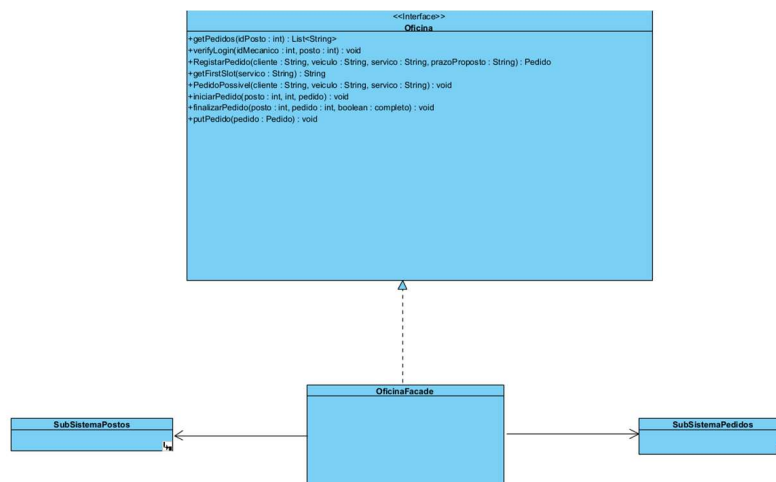 <<Interface>>
Oficina
+getPedidos(idPosto : int) : List<String>
+verifyLogin(idMecanico : int, posto : int) : void
+RegistarPedido(cliente : String, veiculo : String, servico : String, prazoProposto : String) : Pedido
+getFirstSlot(servico : String) : String
+PedidoPossivel(cliente : String, veiculo : String, servico : String) : void
+iniciarPedido(posto : int, int, pedido) : void
+finalizarPedido(posto : int, pedido : int, boolean : completo) : void
+putPedido(pedido : Pedido) : void
OficinaFacade
SubSistemaPostos
SubSistemaPedidos